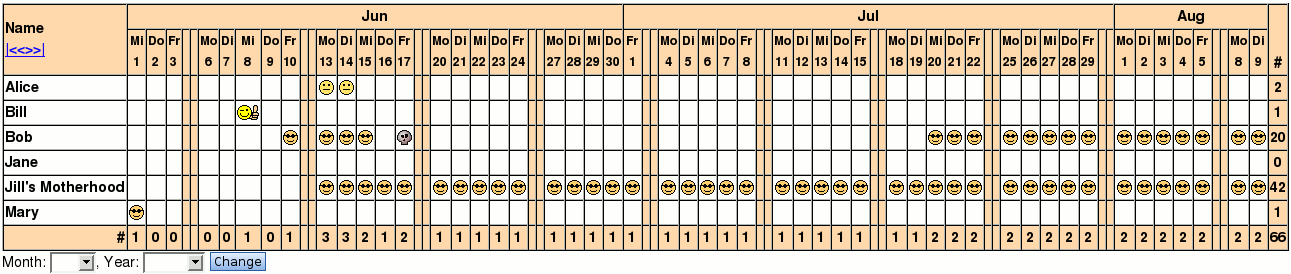 Name
|<<>>|
Jun Jul Aug
Mi Do Fr Mo Di Mi Do Fr Mo Di Mi Do Fr Mo Di Mi Do Fr Mo Di Mi Do Fr Mo Di Mi Do Fr Mo Di Mi Do Fr Mo Di Mi Do Fr Mo Di Mi Do Fr Mo Di Mi Do Fr Mo Di
1 2 3 6 7 8 9 10 13 14 15 16 17 20 21 22 23 24 27 28 29 30 1 4 5 6 7 8 11 12 13 14 15 18 19 20 21 22 25 26 27 28 29 1 2 3 4 5 8 9 #
Alice 2
Bill 1
Bob 20
Jane 0
Jill's Motherhood 42
Mary 1
# 1 0 0 0 0 1 0 1 3 3 2 1 2 1 1 1 1 1 1 1 1 1 1 1 1 1 1 1 1 1 1 1 1 1 1 2 2 2 2 2 2 2 2 2 2 2 2 2 2 2 66
Month: , Year: Change